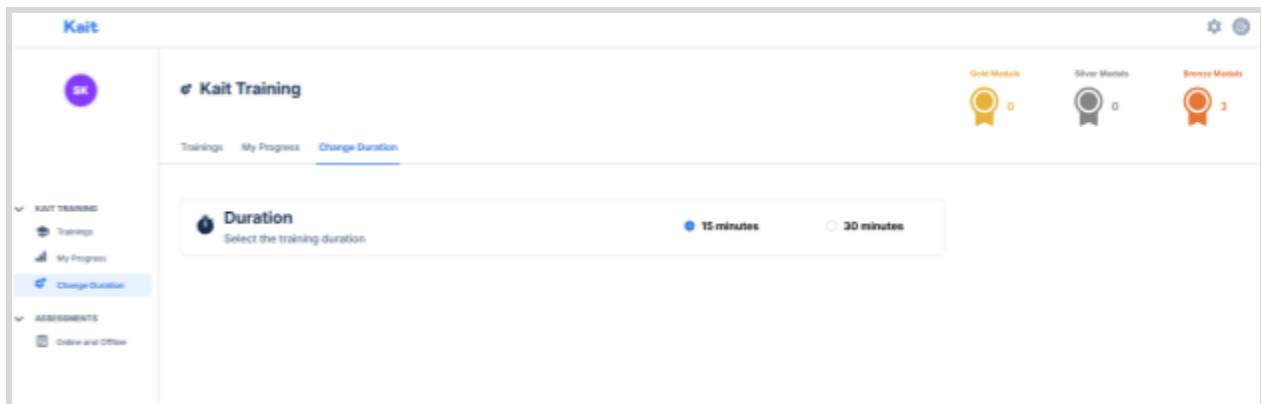 Kait
SK
Kait Training
Gold Medals
0
Silver Medals
0
Bronze Medals
3
Trainings My Progress Change Duration
KAIT TRAINING
Trainings
My Progress
Change Duration
ASSESSMENTS
Online and Offline
Duration
Select the training duration
15 minutes
30 minutes